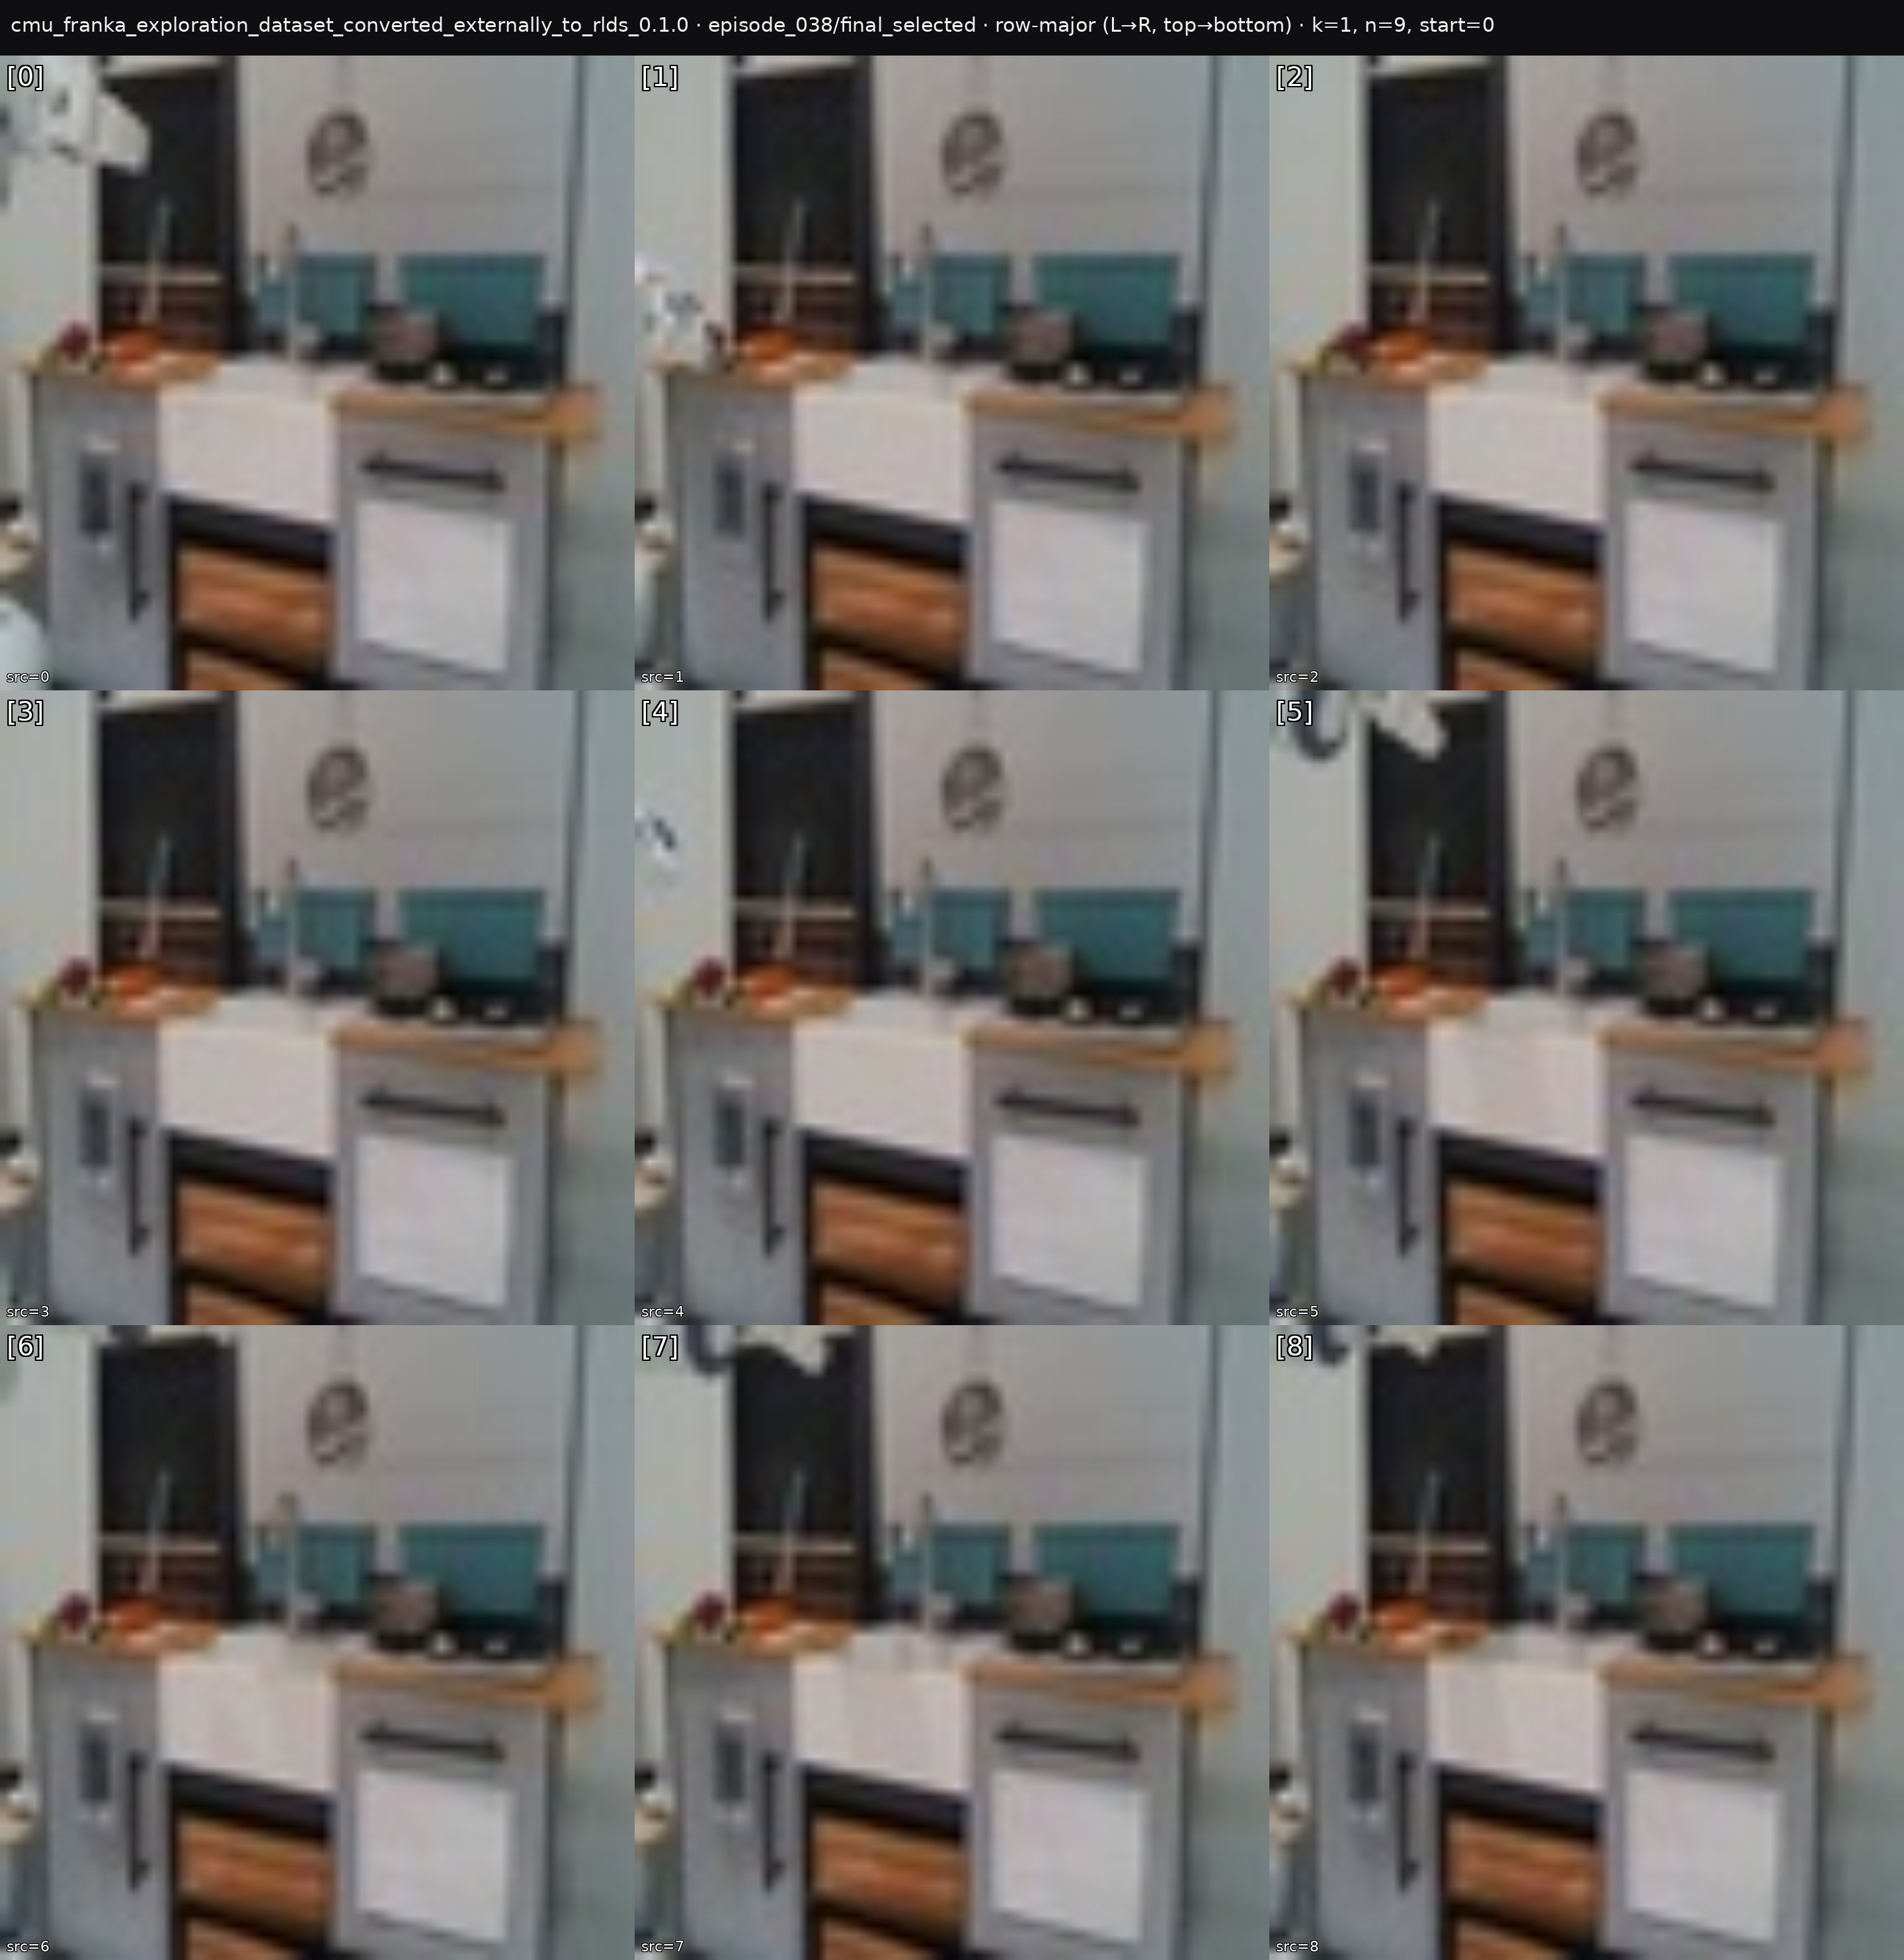 cmu_franka_exploration_dataset_converted_externally_to_rlds_0.1.0 · episode_038/final_selected · row-major (L→R, top→bottom) · k=1, n=9, start=0
[0]
[1]
[2]
src=0
src=1
src=2
[3]
[4]
[5]
src=3
src=4
src=5
[6]
[7]
[8]
src=6
src=7
src=8